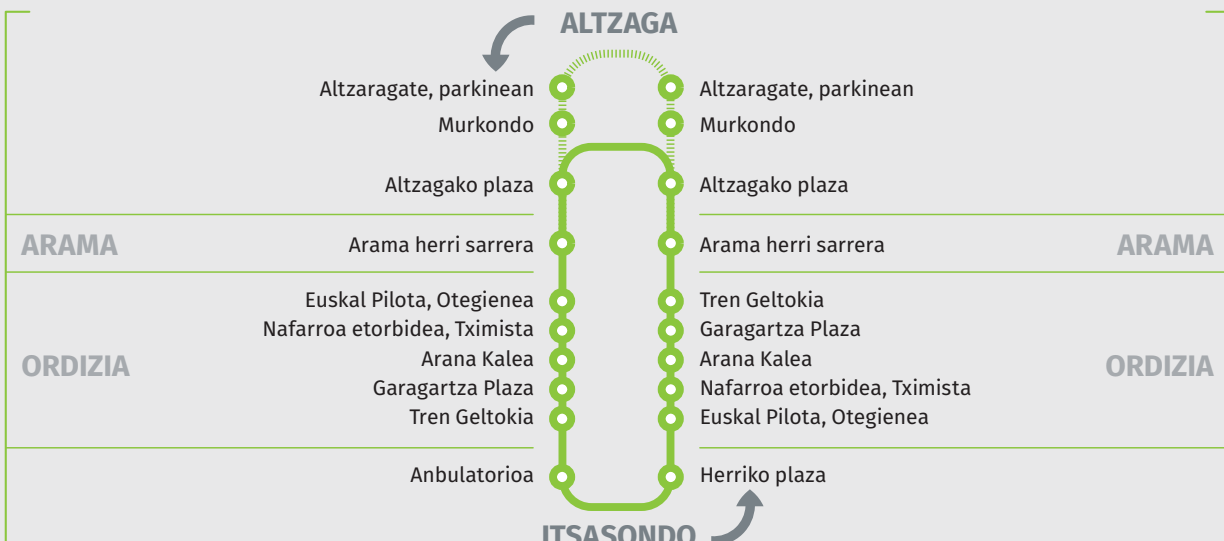 ALTZAGA
Altzaragate, parkinean
Altzaragate, parkinean
Murkondo
Murkondo
Altzagako plaza
Altzagako plaza
ARAMA
Arama herri sarrera
Arama herri sarrera
ARAMA
Euskal Pilota, Otegienea
Tren Geltokia
Nafarroa etorbidea, Tximista
Garagartza Plaza
ORDIZIA
Arana Kalea
Arana Kalea
ORDIZIA
Garagartza Plaza
Nafarroa etorbidea, Tximista
Tren Geltokia
Euskal Pilota, Otegienea
Anbulatorioa
Herriko plaza
ITSASONDO